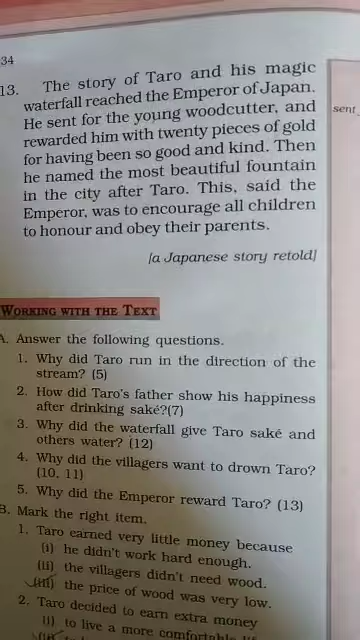 34
13. The story of Taro and his magic
waterfall reached the Emperor of Japan.
He sent for the young woodcutter, and
rewarded him with twenty pieces of gold
for having been so good and kind. Then
he named the most beautiful fountain
in the city after Taro. This, said the
Emperor, was to encourage all children
to honour and obey their parents.
[a Japanese story retold]
sent
WORKING WITH THE TEXT
A. Answer the following questions.
1. Why did Taro run in the direction of the
stream? (5)
2. How did Taro's father show his happiness
after drinking saké?(7)
3. Why did the waterfall give Taro saké and
others water? (12)
4. Why did the villagers want to drown Taro?
(10, 11)
5. Why did the Emperor reward Taro? (13)
B. Mark the right item.
1. Taro earned very little money because
(i) he didn't work hard enough.
(ii) the villagers didn't need wood.
(iii) the price of wood was very low.
2. Taro decided to earn extra money
(i) to live a more comfortable